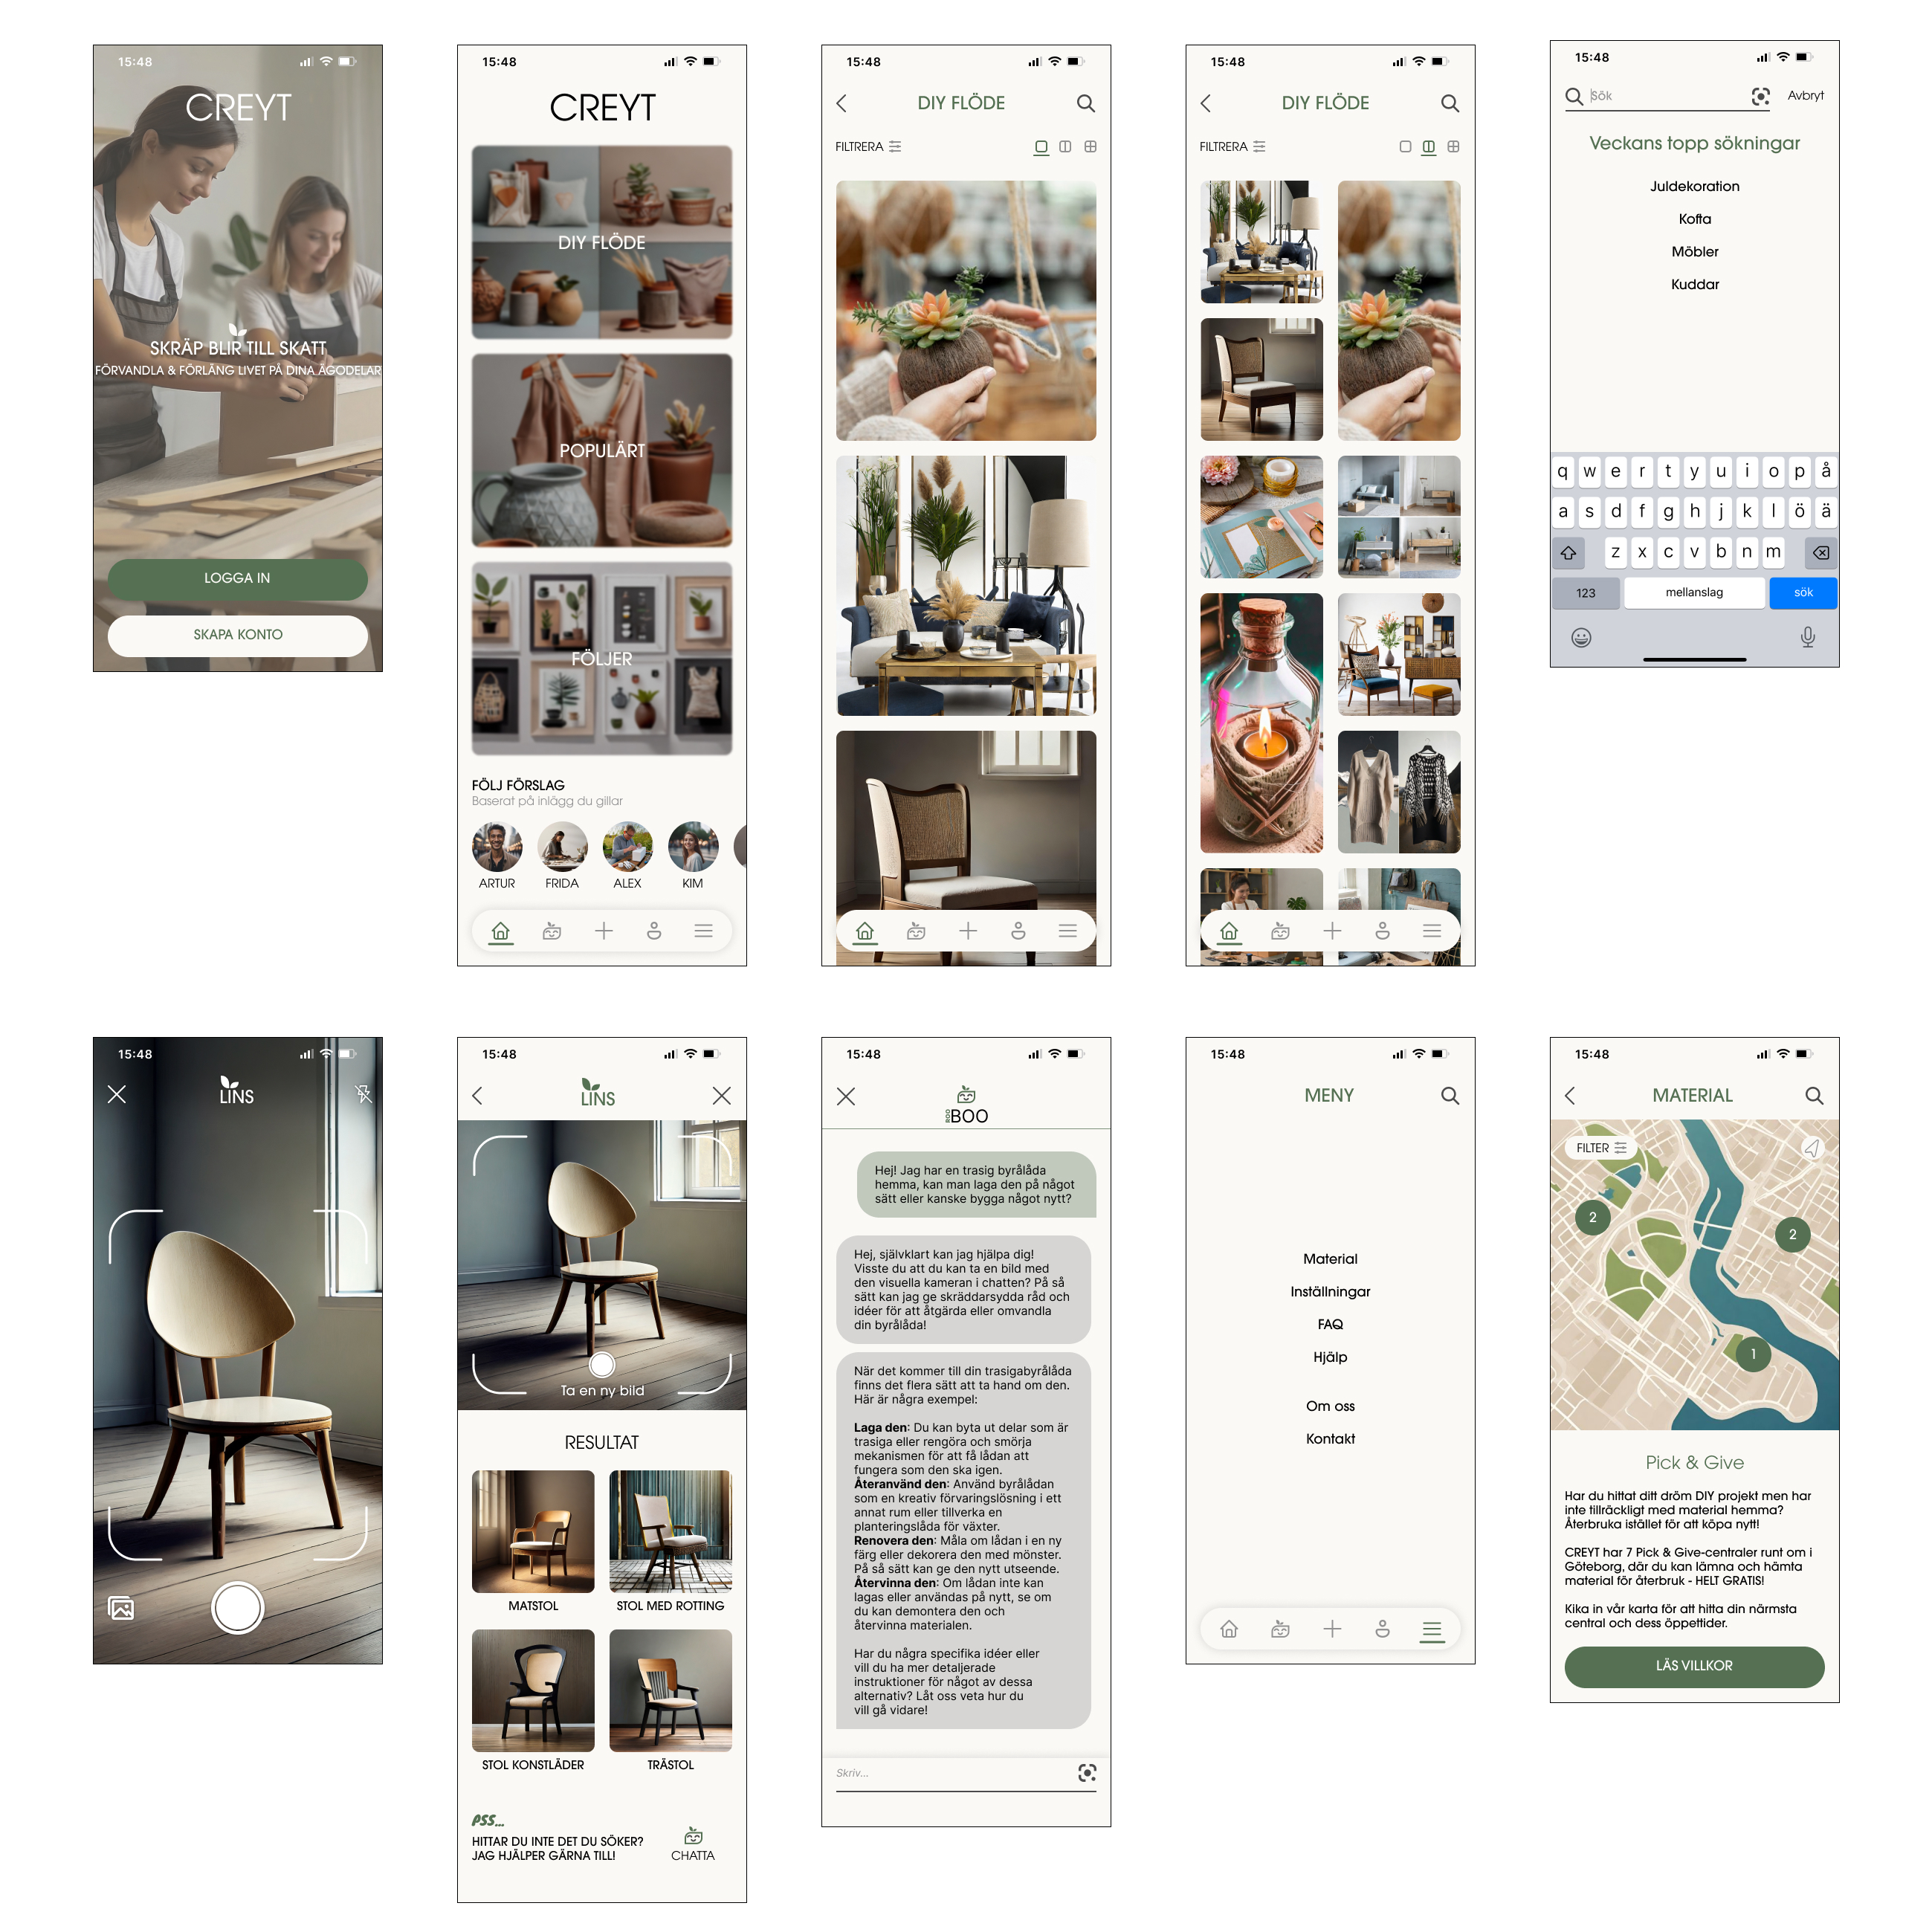 15:48
CREYT
SKRÄP BLIR TILL SKATT
FÖRVANDLA & FÖRLÄNG LIVET PÅ DINA ÄGODELAR
LOGGA IN
SKAPA KONTO
15:48
CREYT
DIY FLÖDE
POPULÄRT
FÖLJER
FÖLJ FÖRSLAG
Baserat på inlägg du gillar
ARTUR FRIDA ALEX KIM
15:48
DIY FLÖDE
FILTRERA
15:48
DIY FLÖDE
FILTRERA
15:48
Sök Avbryt
Veckans topp sökningar
Juldekoration
Kofta
Möbler
Kuddar
q w e r t y u i o p å
a s d f g h j k l ö ä
z x c v b n m
123 mellanslag sök
15:48
LINS
15:48
LINS
Ta en ny bild
RESULTAT
MATSTOL STOL MED ROTTING
STOL KONSTLÄDER TRÄSTOL
PSS...
HITTAR DU INTE DET DU SÖKER?
JAG HJÄLPER GÄRNA TILL!
CHATTA
15:48
BOO
Hej! Jag har en trasig byrålåda
hemma, kan man laga den på något
sätt eller kanske bygga något nytt?
Hej, självklart kan jag hjälpa dig!
Visste du att du kan ta en bild med
den visuella kameran i chatten? På så
sätt kan jag ge skräddarsydda råd och
idéer för att åtgärda eller omvandla
din byrålåda!
När det kommer till din trasigabyrålåda
finns det flera sätt att ta hand om den.
Här är några exempel:
Laga den: Du kan byta ut delar som är
trasiga eller rengöra och smörja
mekanismen för att få lådan att
fungera som den ska igen.
Återanvänd den: Använd byrålådan
som en kreativ förvaringslösning i ett
annat rum eller tillverka en
planteringslåda för växter.
Renovera den: Måla om lådan i en ny
färg eller dekorera den med mönster.
På så sätt kan ge den nytt utseende.
Återvinna den: Om lådan inte kan
lagas eller användas på nytt, se om
du kan demontera den och
återvinna materialen.
Har du några specifika idéer eller
vill du ha mer detaljerade
instruktioner för något av dessa
alternativ? Låt oss veta hur du
vill gå vidare!
Skriv...
15:48
MENY
Material
Inställningar
FAQ
Hjälp
Om oss
Kontakt
15:48
MATERIAL
FILTER
2
2
1
Pick & Give
Har du hittat ditt dröm DIY projekt men har
inte tillräckligt med material hemma?
Återbruka istället för att köpa nytt!
CREYT har 7 Pick & Give-centraler runt om i
Göteborg, där du kan lämna och hämta
material för återbruk - HELT GRATIS!
Kika in vår karta för att hitta din närmsta
central och dess öppettider.
LÄS VILLKOR